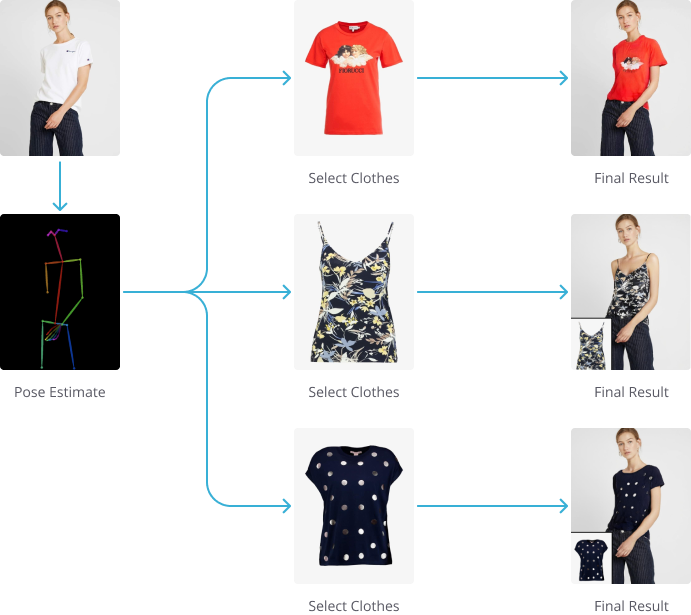 FIORUCCI
Select Clothes
Final Result
Pose Estimate
Select Clothes
Final Result
Select Clothes
Final Result